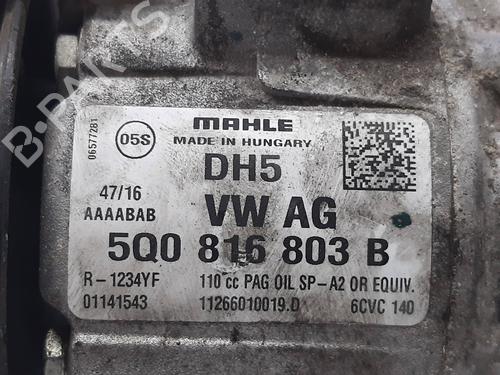 B-PARTS
06577281
05S
MAHLE
MADE IN HUNGARY
DH5
47/16
AAAABAB
VW AG
5Q0 816 803 B
R-1234YF 110 cc PAG OIL SP-A2 OR EQUIV.
01141543 11266010019.D 6CVC 140